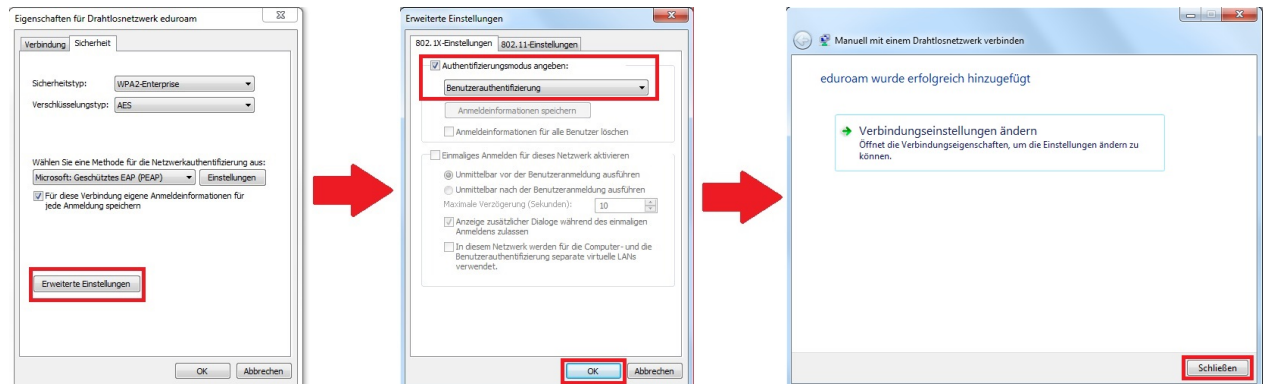 Eigenschaften für Drahtlosnetzwerk eduroam
Verbindung Sicherheit
Sicherheitstyp: WPA2-Enterprise
Verschlüsselungstyp: AES
Wählen Sie eine Methode für die Netzwerkauthentifizierung aus:
Microsoft: Geschütztes EAP (PEAP) Einstellungen
Für diese Verbindung eigene Anmeldeinformationen für
jede Anmeldung speichern
Erweiterte Einstellungen
OK Abbrechen
Erweiterte Einstellungen
802.1X-Einstellungen 802.11-Einstellungen
Authentifizierungsmodus angeben:
Benutzerauthentifizierung
Anmeldeinformationen speichern
Anmeldeinformationen für alle Benutzer löschen
Einmaliges Anmelden für dieses Netzwerk aktivieren
Unmittelbar vor der Benutzeranmeldung ausführen
Unmittelbar nach der Benutzeranmeldung ausführen
Maximale Verzögerung (Sekunden): 10
Anzeige zusätzlicher Dialoge während des einmaligen
Anmeldens zulassen
In diesem Netzwerk werden für die Computer- und die
Benutzerauthentifizierung separate virtuelle LANs
verwendet.
OK Abbrechen
Manuell mit einem Drahtlosnetzwerk verbinden
eduroam wurde erfolgreich hinzugefügt
Verbindungseinstellungen ändern
Öffnet die Verbindungseigenschaften, um die Einstellungen ändern zu
können.
Schließen